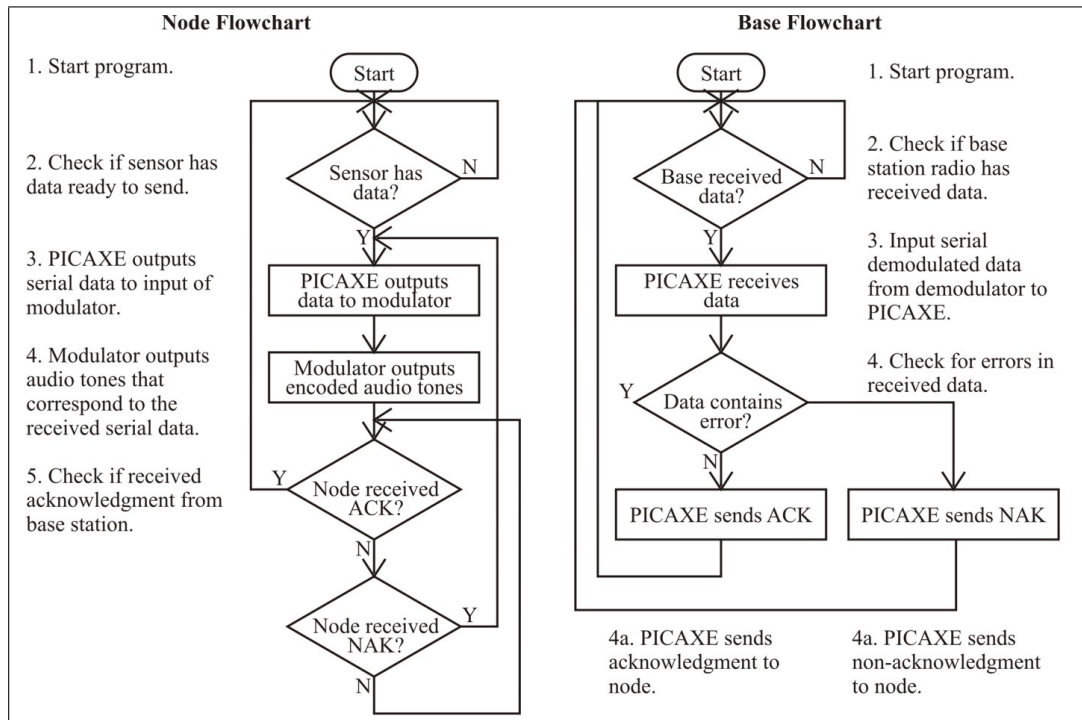 Node Flowchart
1. Start program.
Start
2. Check if sensor has
data ready to send.
Sensor has
data?
N
Y
3. PICAXE outputs
serial data to input of
modulator.
PICAXE outputs
data to modulator
4. Modulator outputs
audio tones that
correspond to the
received serial data.
Modulator outputs
encoded audio tones
5. Check if received
acknowledgment from
base station.
Y
Node received
ACK?
N
Node received
NAK?
Y
N
Base Flowchart
Start
1. Start program.
Base received
data?
N
Y
2. Check if base
station radio has
received data.
PICAXE receives
data
3. Input serial
demodulated data
from demodulator to
PICAXE.
Y
Data contains
error?
N
4. Check for errors in
received data.
PICAXE sends ACK
PICAXE sends NAK
4a. PICAXE sends
acknowledgment to
node.
4a. PICAXE sends
non-acknowledgment
to node.